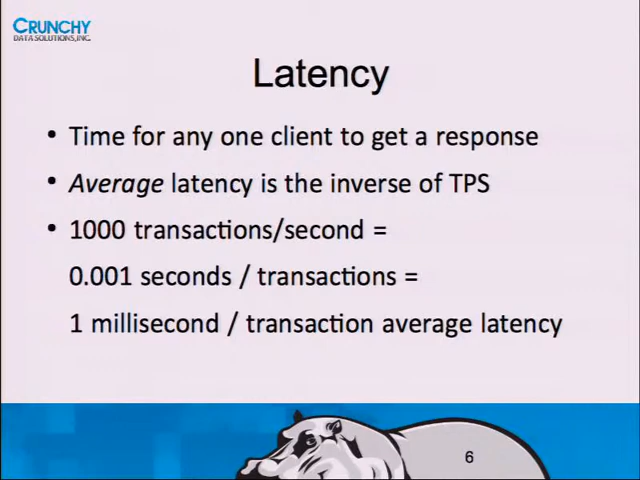 CRUNCHY
DATA SOLUTIONS, INC.
Latency
• Time for any one client to get a response
• Average latency is the inverse of TPS
• 1000 transactions/second =
0.001 seconds / transactions =
1 millisecond / transaction average latency
6